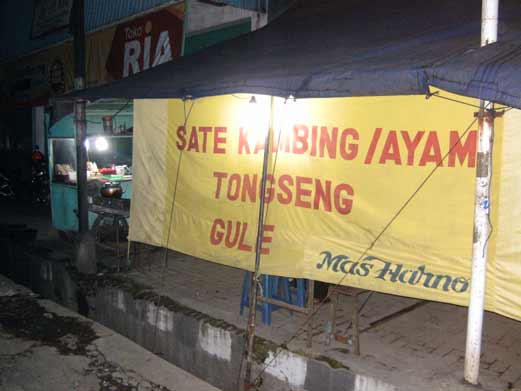 Toko
RIA
SATE KAMBING/AYAM
TONGSENG
GULE
Mas Harno